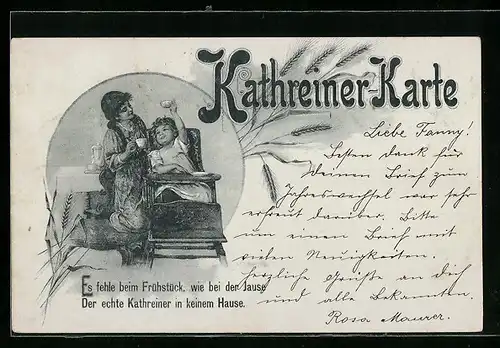 Kathreiner-Karte
Liebe Fanny!
Besten Dank für
Deinen Brief zum
Jahreswechsel war sehr
erfreut darüber. Bitte
um einen Brief mit
vielen Neuigkeiten.
Herzliche Grüße an dich
und alle Bekannten.
Rosa Maurer.
Es fehle beim Frühstück, wie bei der Jause
Der echte Kathreiner in keinem Hause.